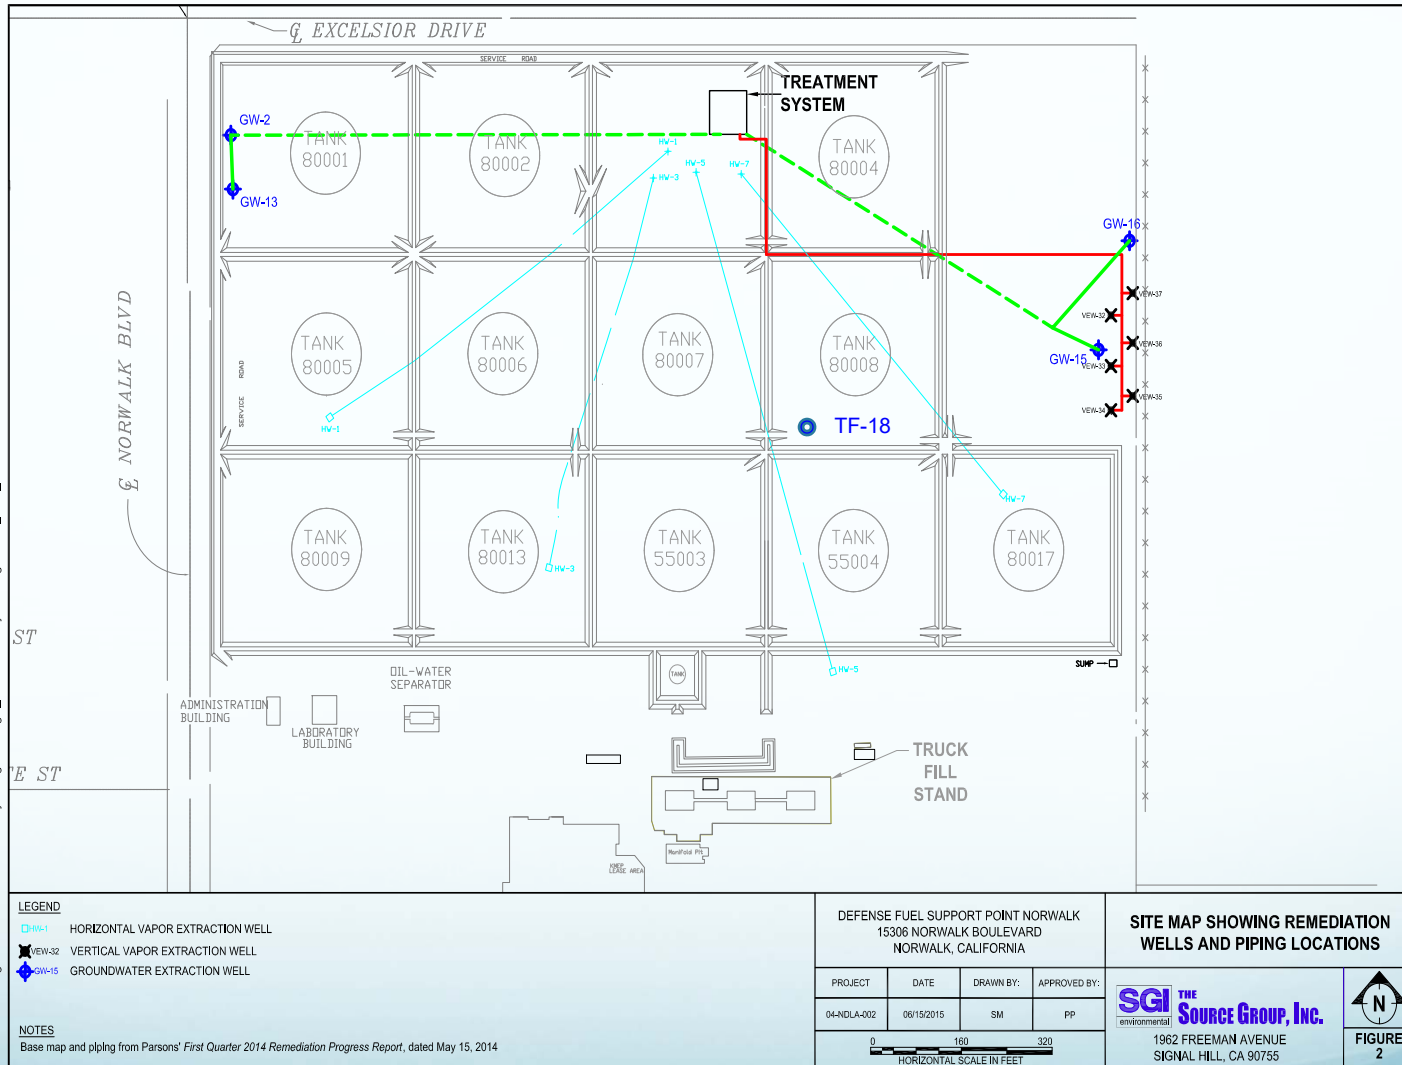 ℄ EXCELSIOR DRIVE
SERVICE ROAD
TREATMENT
SYSTEM
GW-2
GW-13
TANK
80001
TANK
80002
HW-1
HW-3
HW-5
HW-7
TANK
80004
GW-16
VEW-37
VEW-32
VEW-36
GW-15
VEW-33
VEW-35
VEW-34
℄ NORWALK BLVD
SERVICE ROAD
TANK
80005
TANK
80006
TANK
80007
TANK
80008
HW-1
TF-18
HW-7
TANK
80009
TANK
80013
TANK
55003
TANK
55004
TANK
80017
HW-3
ST
SUMP
HW-5
TANK
OIL-WATER
SEPARATOR
ADMINISTRATION
BUILDING
LABORATORY
BUILDING
TRUCK
FILL
STAND
E ST
Manifold Pit
KMEP
LEASE AREA
LEGEND
HW-1 HORIZONTAL VAPOR EXTRACTION WELL
VEW-32 VERTICAL VAPOR EXTRACTION WELL
GW-15 GROUNDWATER EXTRACTION WELL
NOTES
Base map and piping from Parsons' First Quarter 2014 Remediation Progress Report, dated May 15, 2014
DEFENSE FUEL SUPPORT POINT NORWALK
15306 NORWALK BOULEVARD
NORWALK, CALIFORNIA
PROJECT DATE DRAWN BY: APPROVED BY:
04-NDLA-002 06/15/2015 SM PP
0 160 320
HORIZONTAL SCALE IN FEET
SITE MAP SHOWING REMEDIATION
WELLS AND PIPING LOCATIONS
SGI
environmental
THE
SOURCE GROUP, INC.
1962 FREEMAN AVENUE
SIGNAL HILL, CA 90755
N
FIGURE
2